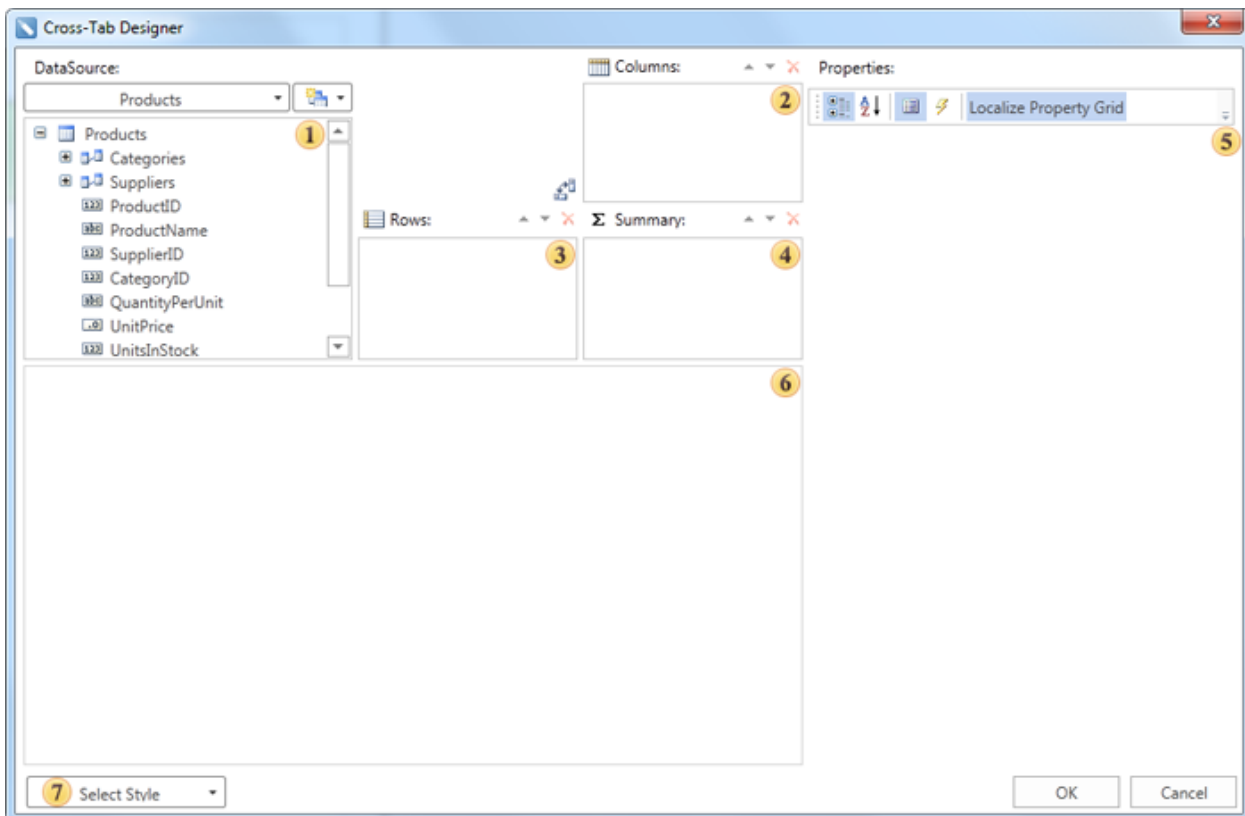 Cross-Tab Designer
DataSource:
Products
1
Products
Categories
Suppliers
ProductID
ProductName
SupplierID
CategoryID
QuantityPerUnit
UnitPrice
UnitsInStock
Columns:
2
Rows:
3
Σ Summary:
4
Properties:
Localize Property Grid
5
6
7 Select Style
OK
Cancel